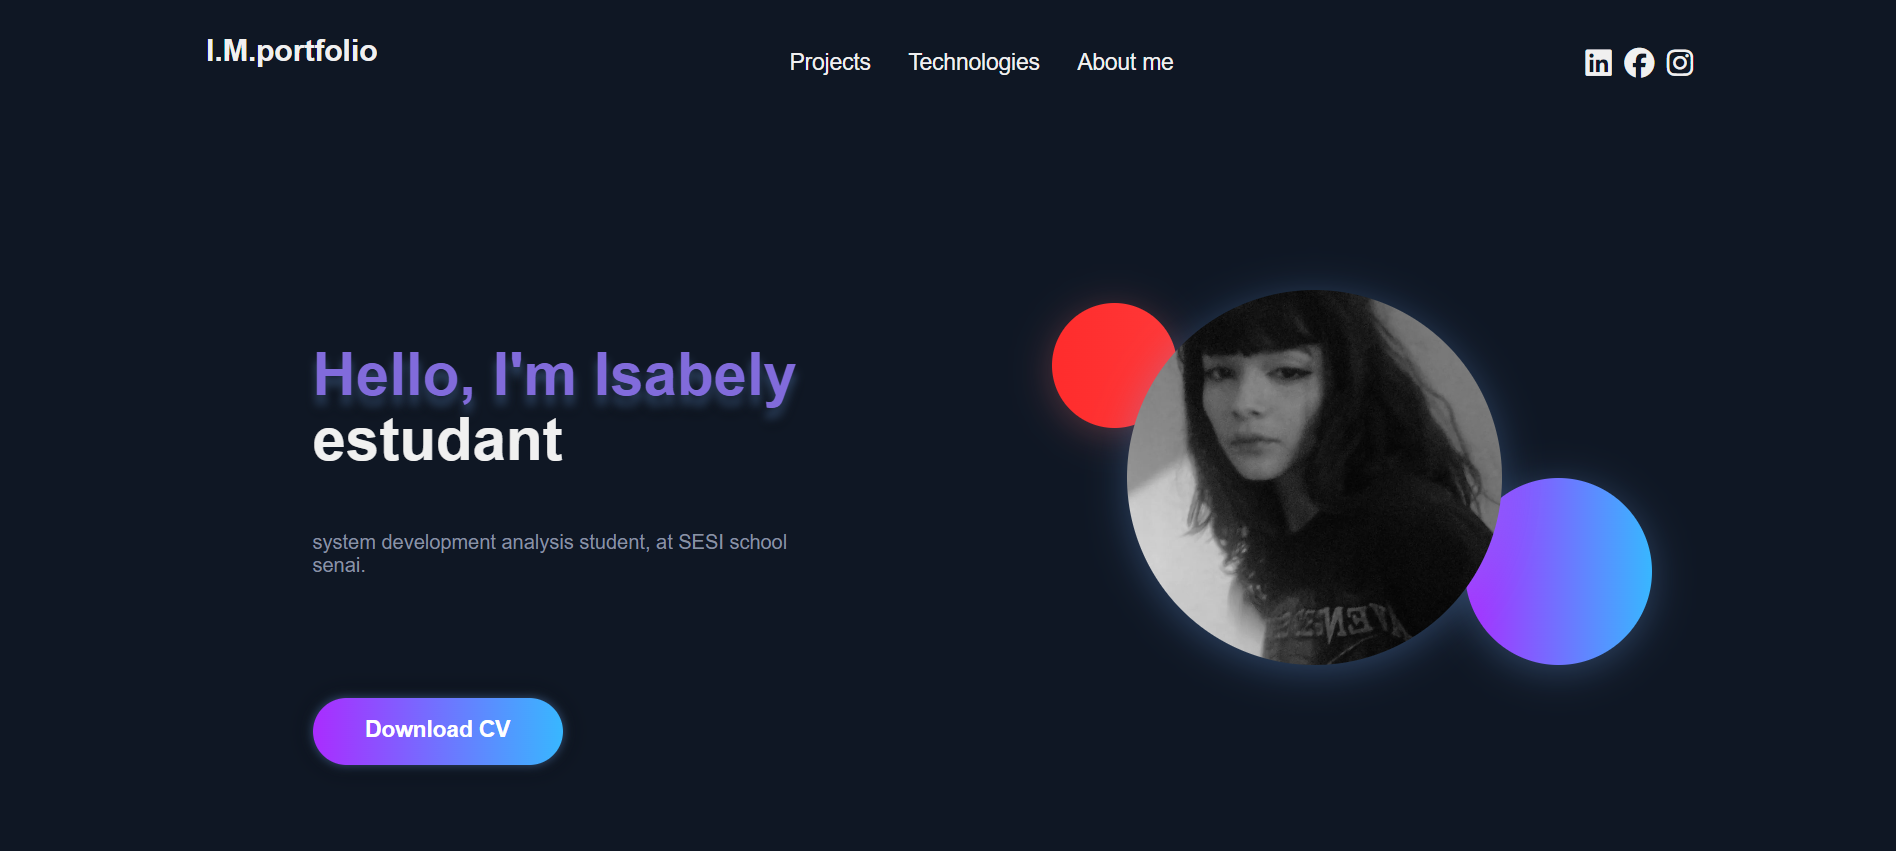 I.M.portfolio
Projects Technologies About me
Hello, I'm Isabely
estudant
system development analysis student, at SESI school
senai.
Download CV